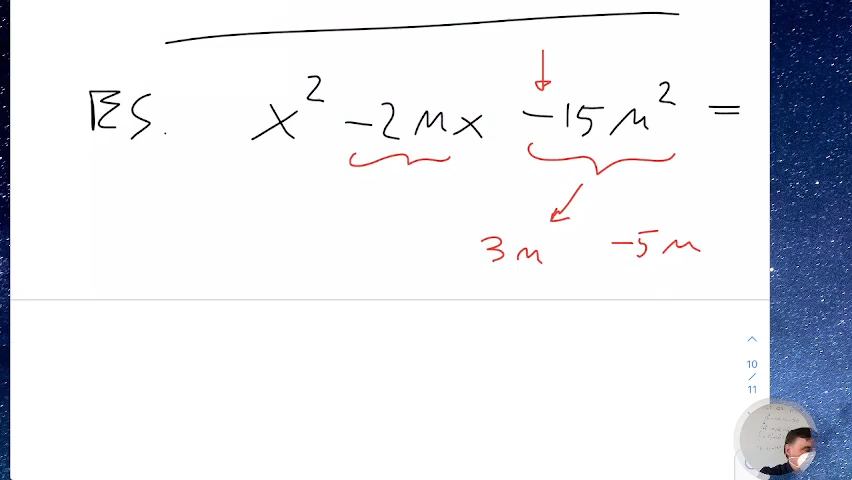 ES. x² -2mx -15m² =
3m -5m
10
/
11